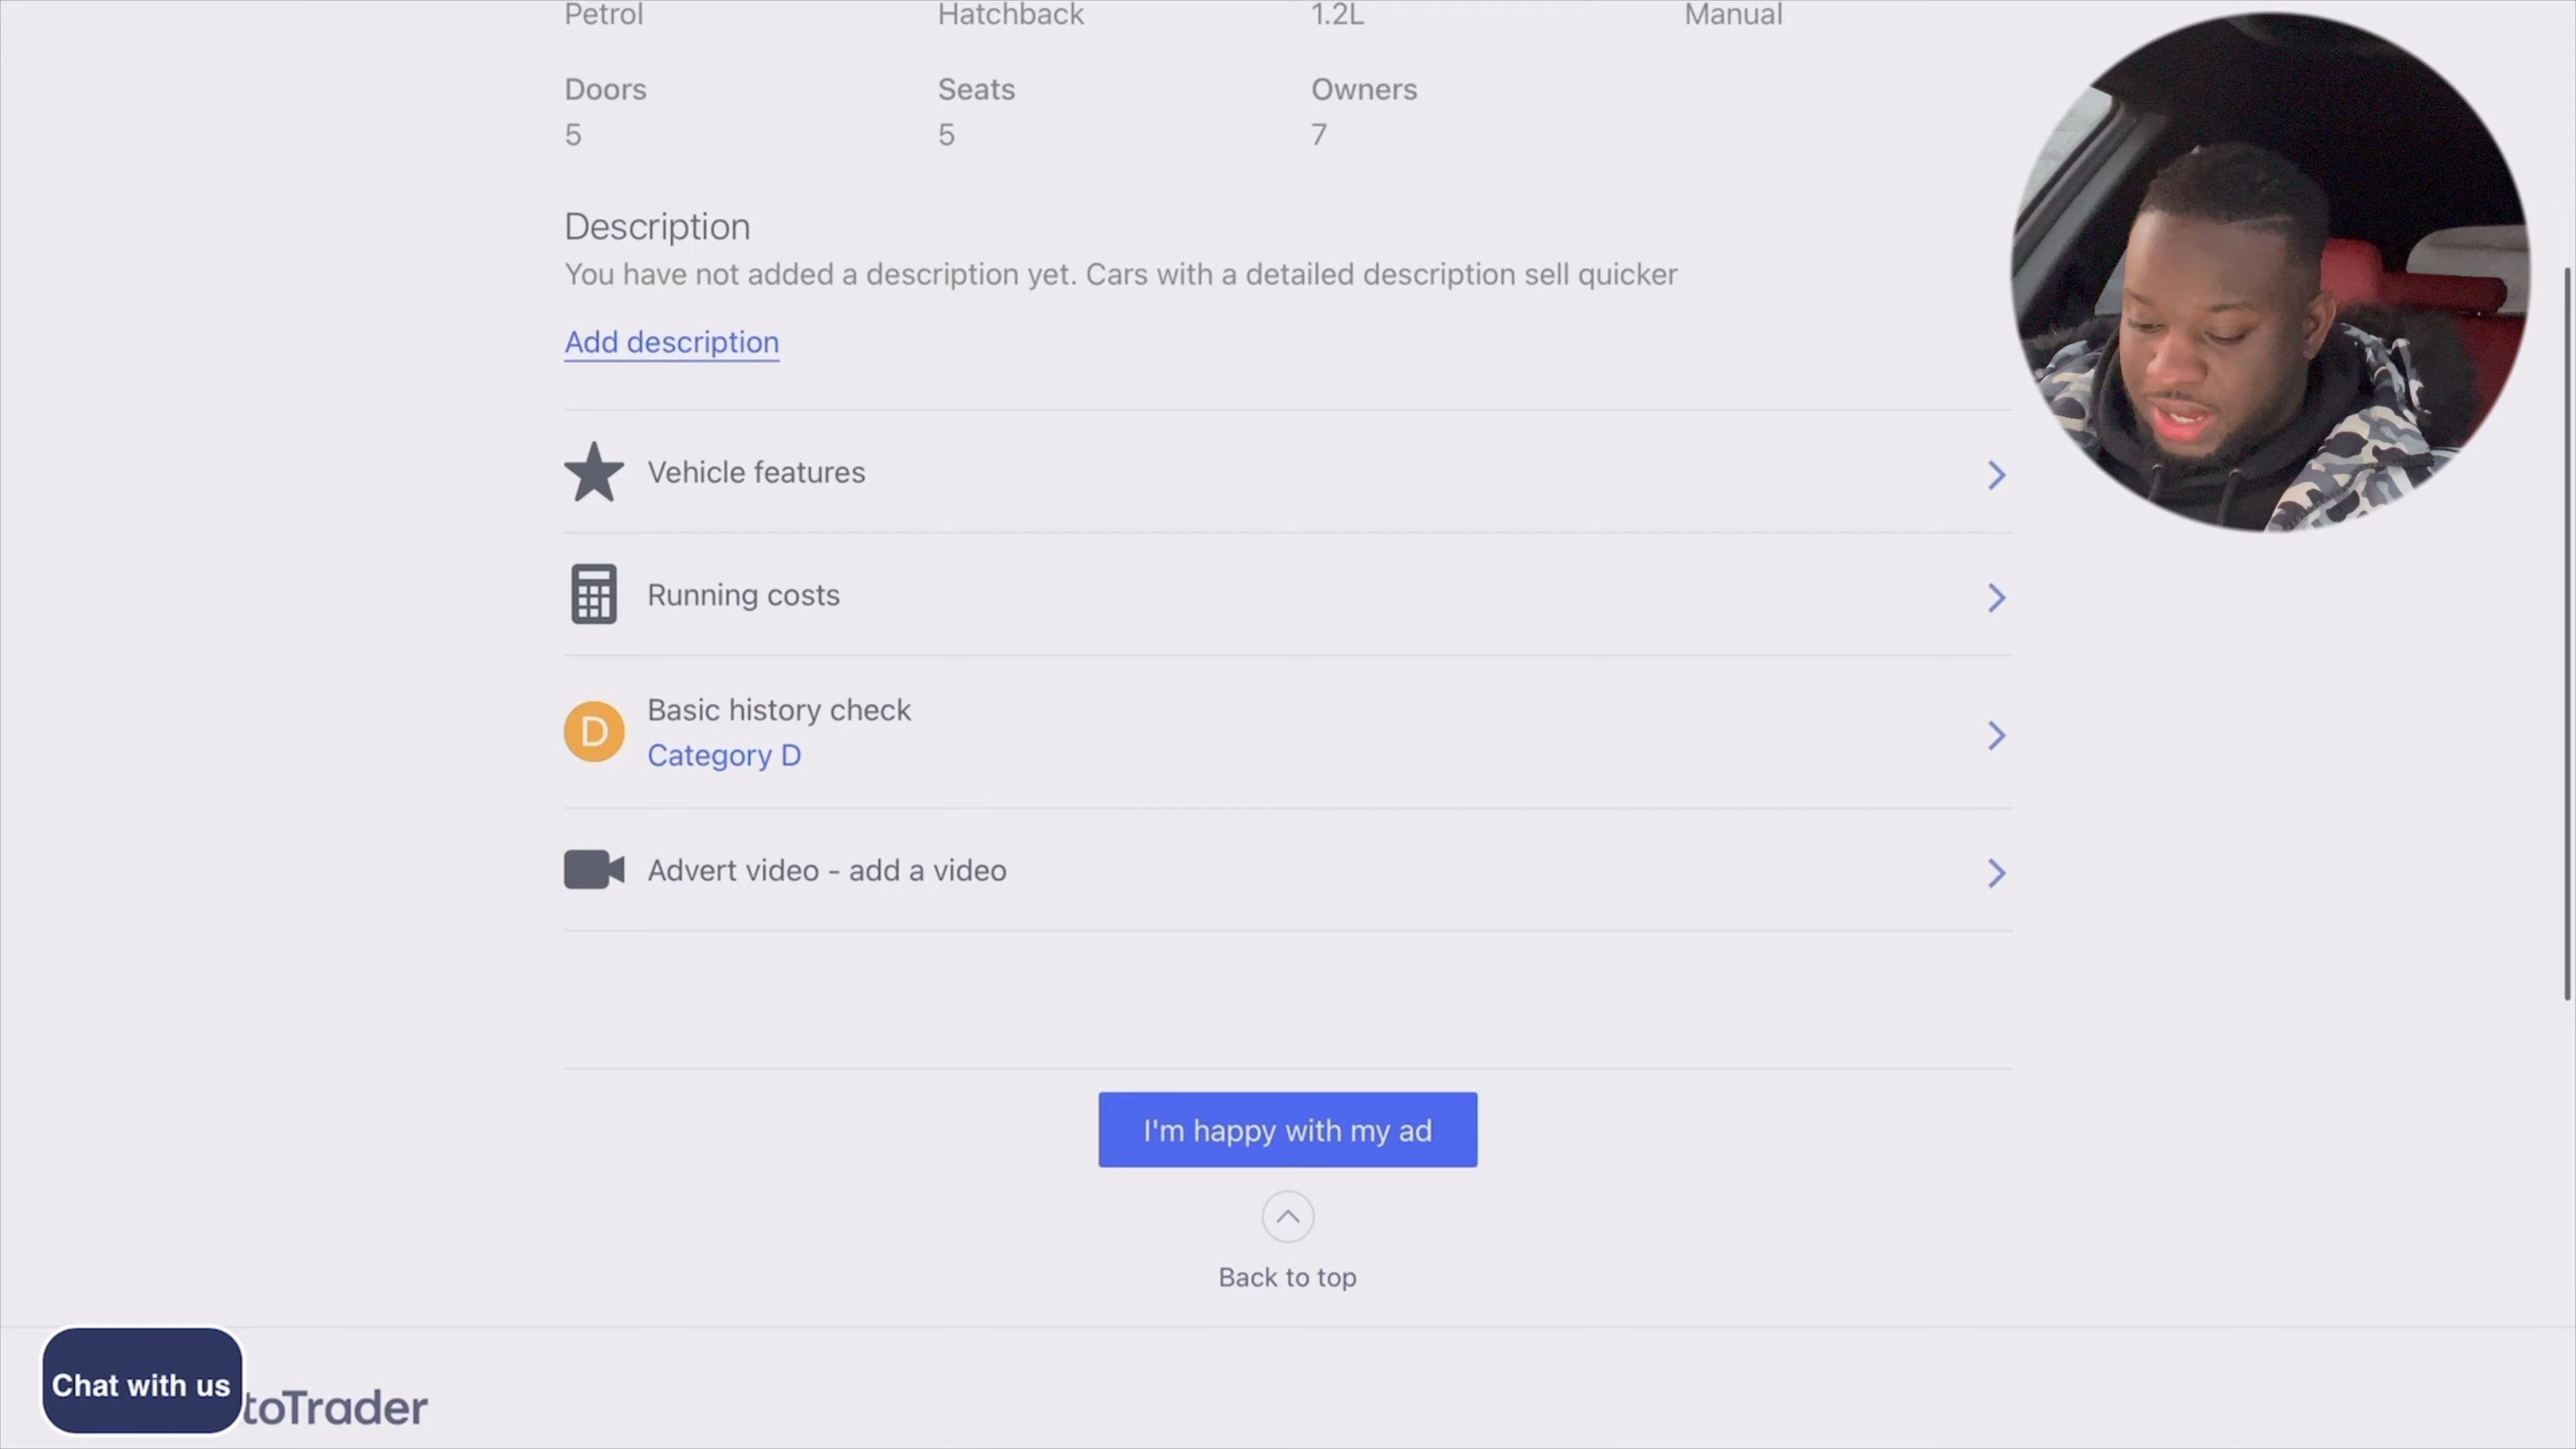 Petrol Hatchback 1.2L Manual
Doors Seats Owners
5 5 7
Description
You have not added a description yet. Cars with a detailed description sell quicker
Add description
Vehicle features
Running costs
D
Basic history check
Category D
Advert video - add a video
I'm happy with my ad
Back to top
Chat with us
toTrader